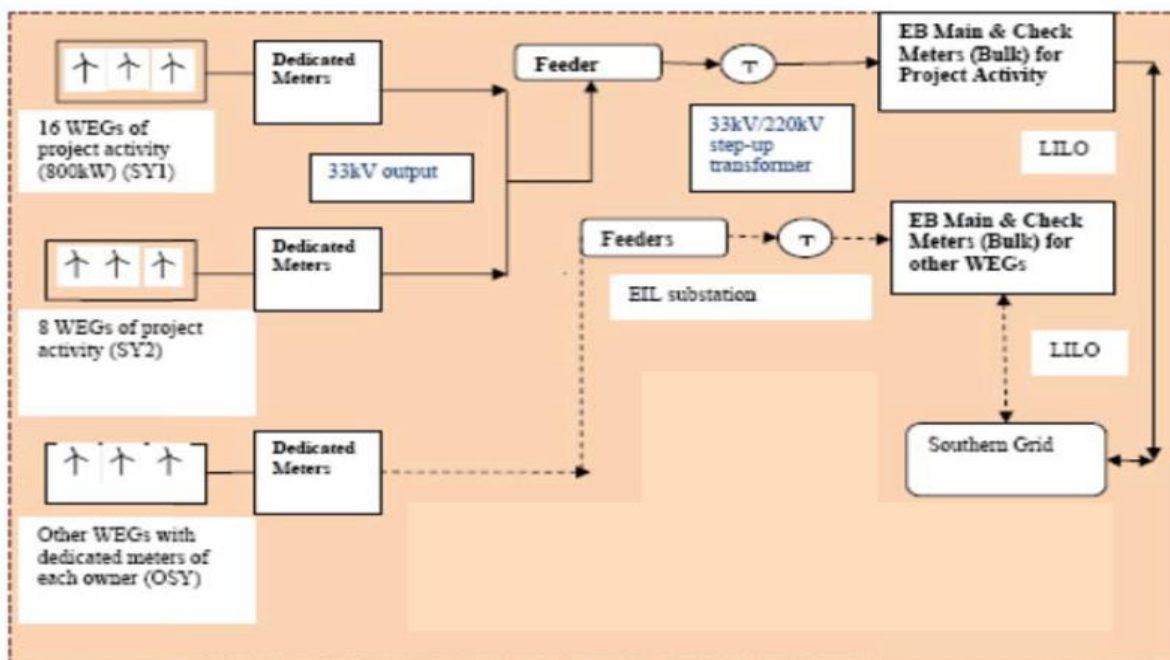 Dedicated
Meters
Feeder
T
EB Main & Check
Meters (Bulk) for
Project Activity
16 WEGs of
project activity
(800kW) (SY1)
33kV output
33kV/220kV
step-up
transformer
LILO
Dedicated
Meters
Feeders
T
EB Main & Check
Meters (Bulk) for
other WEGs
EIL substation
8 WEGs of project
activity (SY2)
LILO
Dedicated
Meters
Southern Grid
Other WEGs with
dedicated meters of
each owner (OSY)